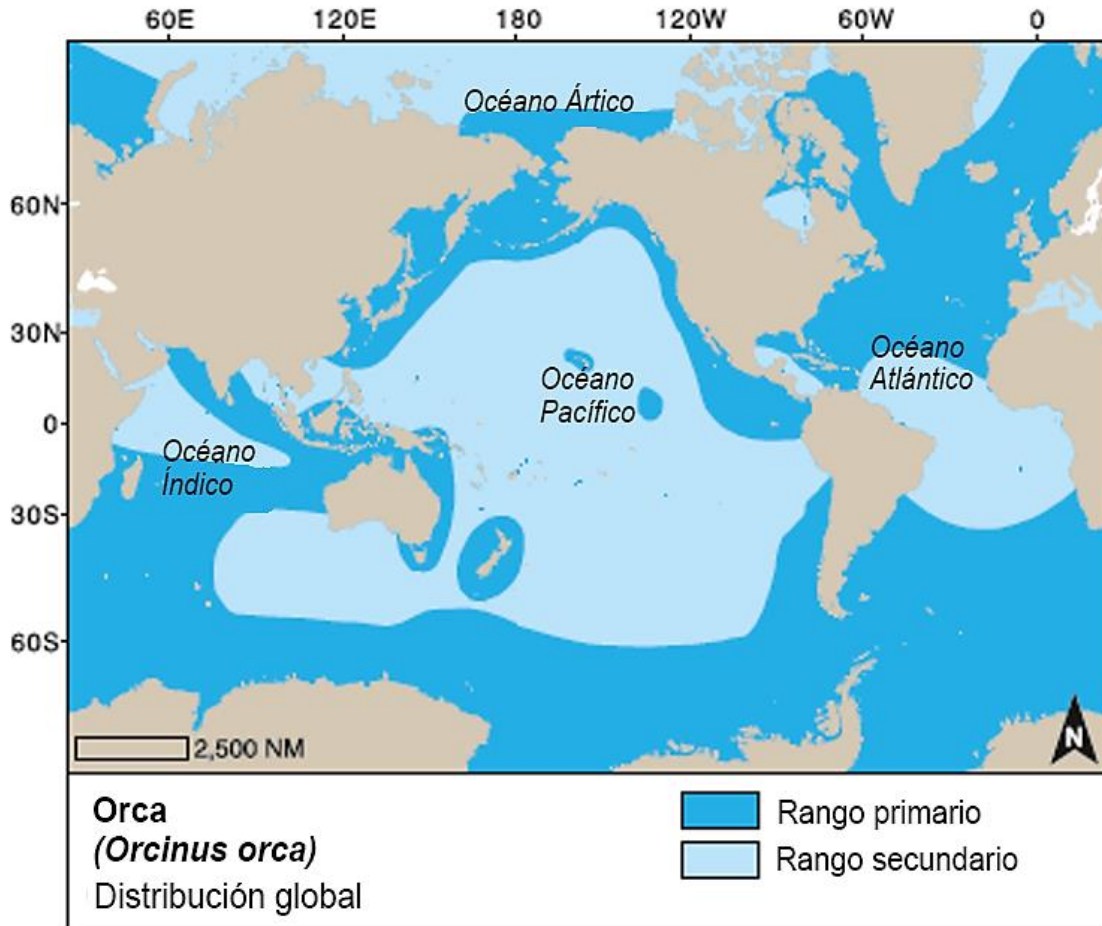 60E 120E 180 120W 60W 0
Océano Ártico
60N
30N
Océano
Atlántico
Océano
Pacífico
0
Océano
Índico
30S
60S
2,500 NM
N
Orca
(Orcinus orca)
Distribución global
Rango primario
Rango secundario